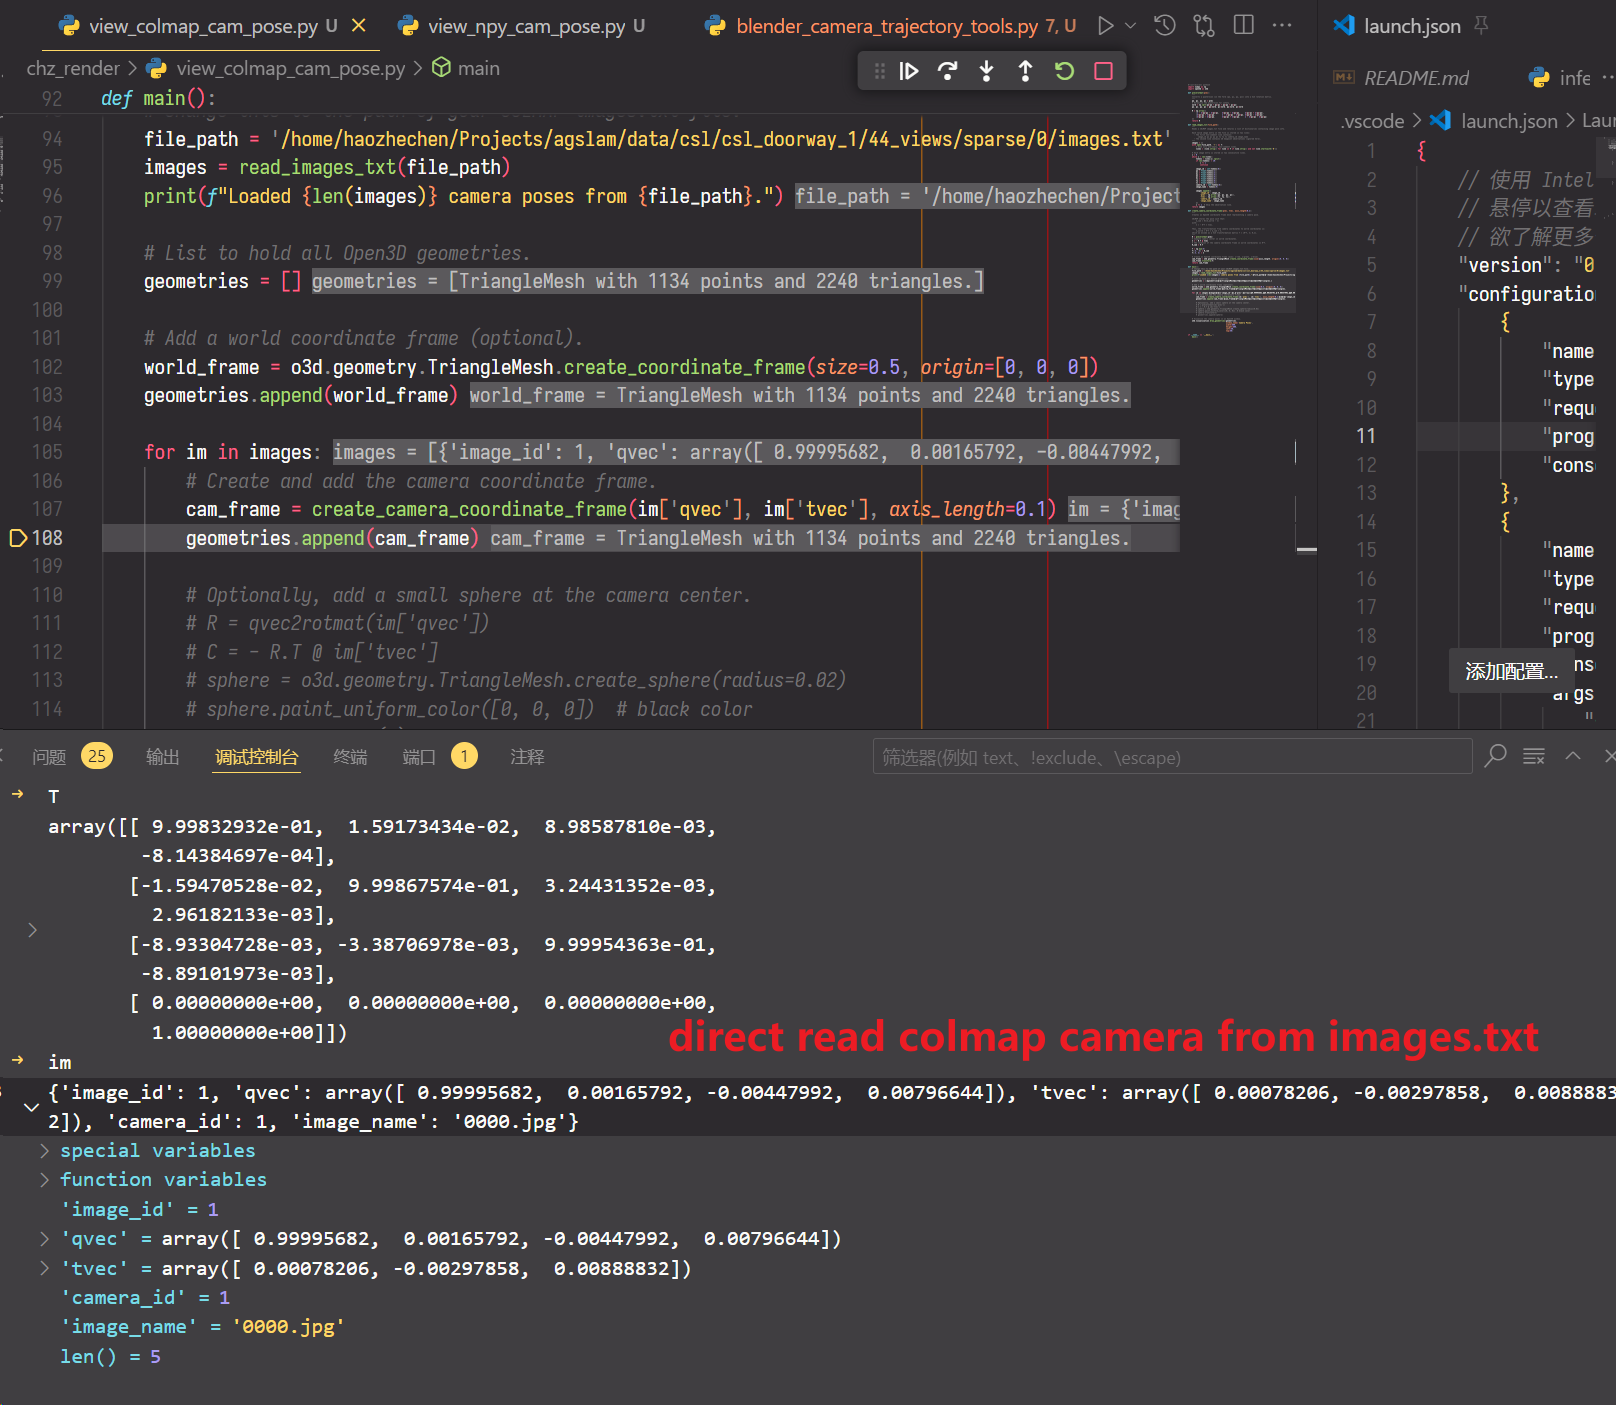 view_colmap_cam_pose.py U
view_npy_cam_pose.py U
blender_camera_trajectory_tools.py 7, U
launch.json
chz_render > view_colmap_cam_pose.py > main
README.md
.vscode > launch.json >
92 def main():
94 file_path = '/home/haozhechen/Projects/agslam/data/csl/csl_doorway_1/44_views/sparse/0/images.txt'
95 images = read_images_txt(file_path)
96 print(f"Loaded {len(images)} camera poses from {file_path}.") file_path = '/home/haozhechen/Project
97
98 # List to hold all Open3D geometries.
99 geometries = [] geometries = [TriangleMesh with 1134 points and 2240 triangles.]
100
101 # Add a world coordinate frame (optional).
102 world_frame = o3d.geometry.TriangleMesh.create_coordinate_frame(size=0.5, origin=[0, 0, 0])
103 geometries.append(world_frame) world_frame = TriangleMesh with 1134 points and 2240 triangles.
104
105 for im in images: images = [{'image_id': 1, 'qvec': array([ 0.99995682, 0.00165792, -0.00447992,
106 # Create and add the camera coordinate frame.
107 cam_frame = create_camera_coordinate_frame(im['qvec'], im['tvec'], axis_length=0.1) im = {'imag
108 geometries.append(cam_frame) cam_frame = TriangleMesh with 1134 points and 2240 triangles.
109
110 # Optionally, add a small sphere at the camera center.
111 # R = qvec2rotmat(im['qvec'])
112 # C = - R.T @ im['tvec']
113 # sphere = o3d.geometry.TriangleMesh.create_sphere(radius=0.02)
114 # sphere.paint_uniform_color([0, 0, 0]) # black color
1 {
2 // 使用 Intel
3 // 悬停以查看
4 // 欲了解更多
5 "version": "0
6 "configuratio
7 {
8 "name
9 "type
10 "requ
11 "prog
12 "cons
13 },
14 {
15 "name
16 "type
17 "requ
18 "prog
19
20 args
21 "
添加配置...
问题 25 输出 调试控制台 终端 端口 1 注释
筛选器(例如 text、!exclude、\escape)
T
array([[ 9.99832932e-01, 1.59173434e-02, 8.98587810e-03,
-8.14384697e-04],
[-1.59470528e-02, 9.99867574e-01, 3.24431352e-03,
2.96182133e-03],
[-8.93304728e-03, -3.38706978e-03, 9.99954363e-01,
-8.89101973e-03],
[ 0.00000000e+00, 0.00000000e+00, 0.00000000e+00,
1.00000000e+00]])
direct read colmap camera from images.txt
im
{'image_id': 1, 'qvec': array([ 0.99995682, 0.00165792, -0.00447992, 0.00796644]), 'tvec': array([ 0.00078206, -0.00297858, 0.0088883
2]), 'camera_id': 1, 'image_name': '0000.jpg'}
special variables
function variables
'image_id' = 1
'qvec' = array([ 0.99995682, 0.00165792, -0.00447992, 0.00796644])
'tvec' = array([ 0.00078206, -0.00297858, 0.00888832])
'camera_id' = 1
'image_name' = '0000.jpg'
len() = 5